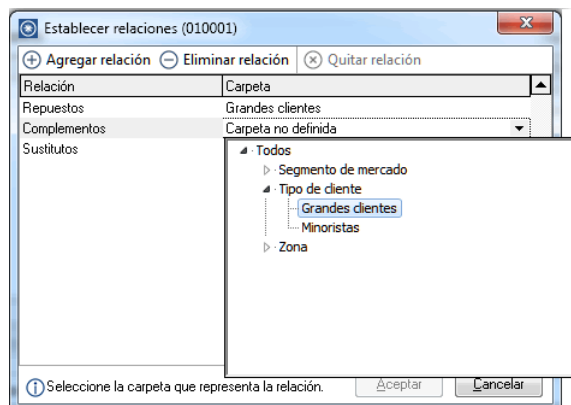 Establecer relaciones (010001)
Agregar relación Eliminar relación Quitar relación
Relación Carpeta
Repuestos Grandes clientes
Complementos Carpeta no definida
Sustitutos
Todos
Segmento de mercado
Tipo de cliente
Grandes clientes
Minoristas
Zona
Seleccione la carpeta que representa la relación. Aceptar Cancelar